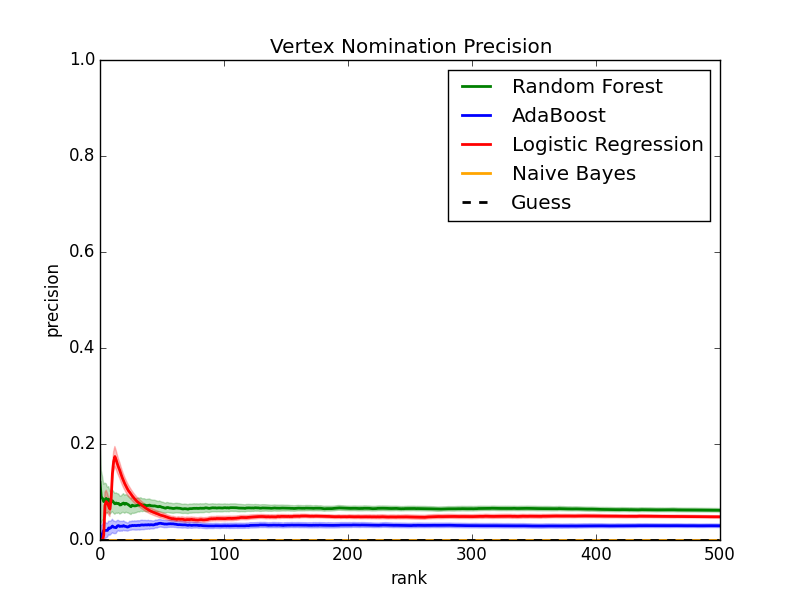 Vertex Nomination Precision
1.0
0.8
0.6
0.4
0.2
0.0
precision
Random Forest
AdaBoost
Logistic Regression
Naive Bayes
Guess
0 100 200 300 400 500
rank